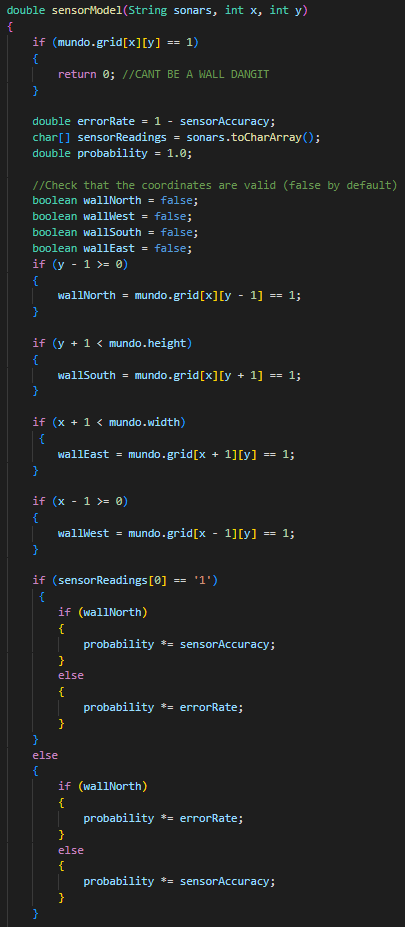 double sensorModel(String sonars, int x, int y)
{
    if (mundo.grid[x][y] == 1)
    {
        return 0; //CANT BE A WALL DANGIT
    }

    double errorRate = 1 - sensorAccuracy;
    char[] sensorReadings = sonars.toCharArray();
    double probability = 1.0;

    //Check that the coordinates are valid (false by default)
    boolean wallNorth = false;
    boolean wallWest = false;
    boolean wallSouth = false;
    boolean wallEast = false;
    if (y - 1 >= 0)
    {
        wallNorth = mundo.grid[x][y - 1] == 1;
    }

    if (y + 1 < mundo.height)
    {
        wallSouth = mundo.grid[x][y + 1] == 1;
    }

    if (x + 1 < mundo.width)
     {
        wallEast = mundo.grid[x + 1][y] == 1;
    }

    if (x - 1 >= 0)
    {
        wallWest = mundo.grid[x - 1][y] == 1;
    }

    if (sensorReadings[0] == '1')
     {
        if (wallNorth)
        {
            probability *= sensorAccuracy;
        }
        else
        {
            probability *= errorRate;
        }
    }
    else
    {
        if (wallNorth)
        {
            probability *= errorRate;
        }
        else
        {
            probability *= sensorAccuracy;
        }
    }